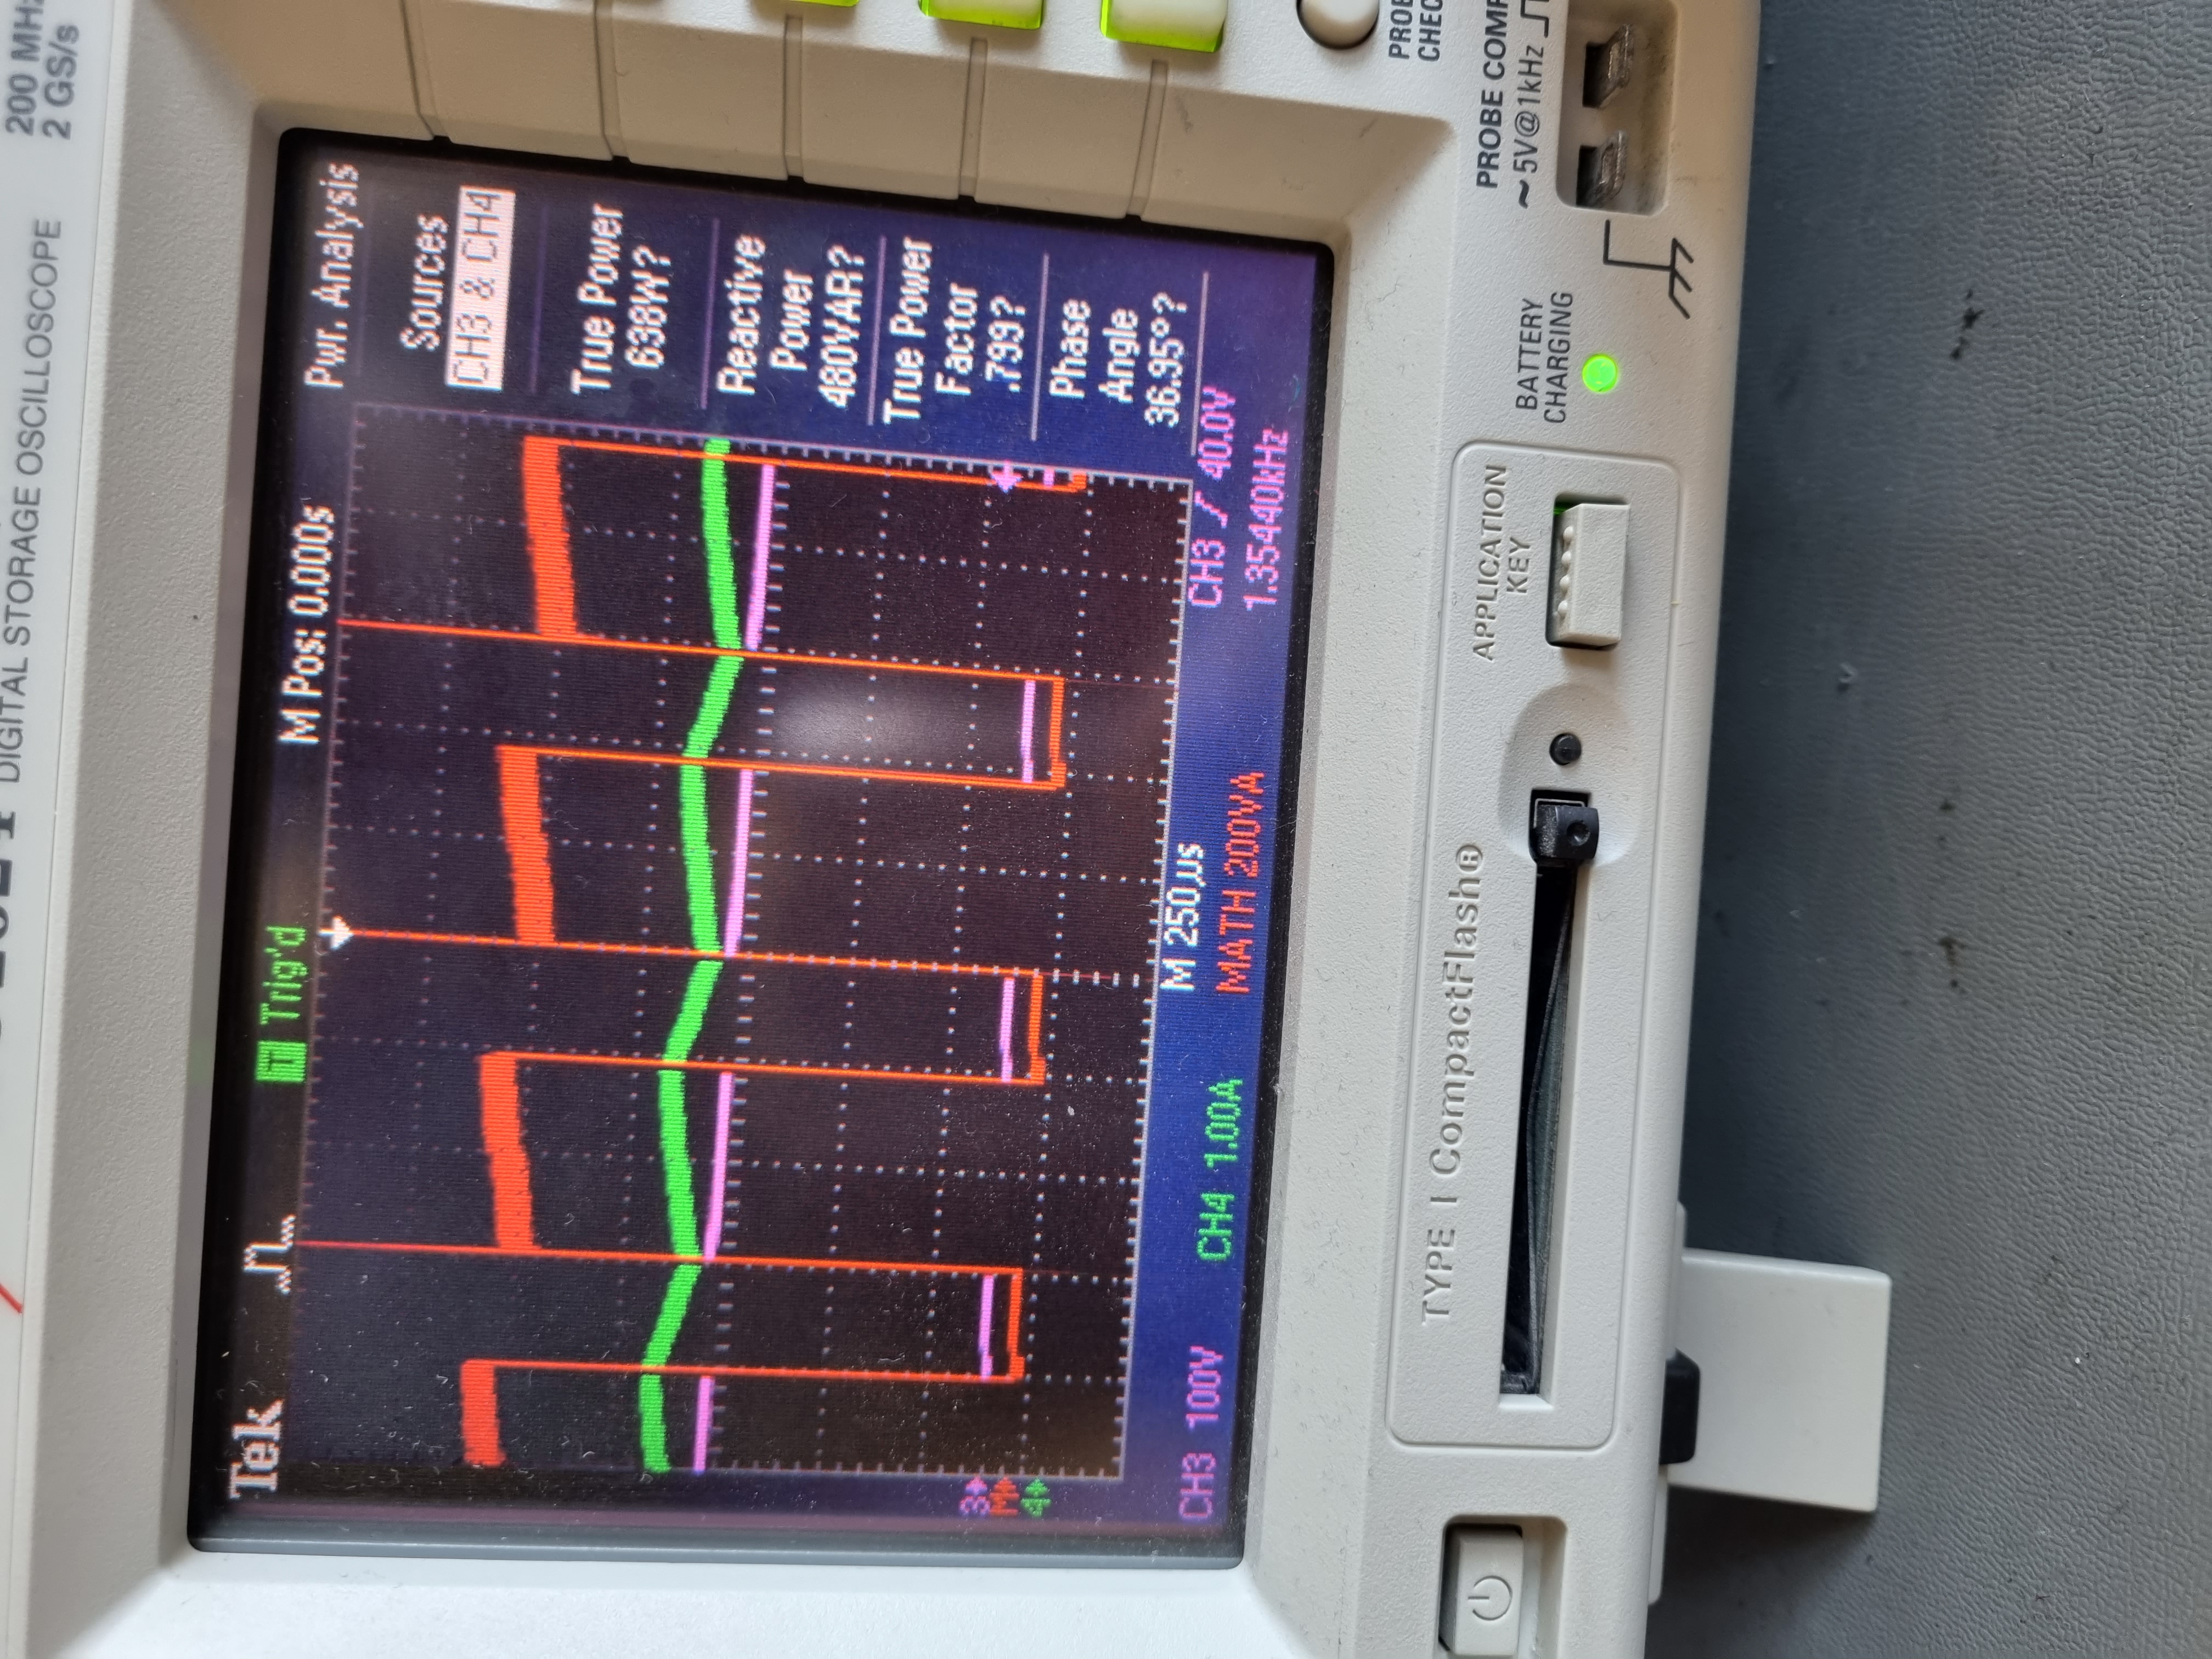 DIGITAL STORAGE OSCILLOSCOPE
2 GS/s
Tek
T Trig'd
M Pos: 0.000s
Pwr. Analysis
Sources
CH3 & CH4
True Power
638W?
Reactive
Power
480VAR?
True Power
Factor
.799?
Phase
Angle
36.95°?
3
M
4
M 250µs
CH3 100V
CH4 1.00A
MATH 200VA
CH3 / 40.0V
1.35440kHz
TYPE I CompactFlash®
APPLICATION
KEY
BATTERY
CHARGING
PROBE
~5V@1kHz
200